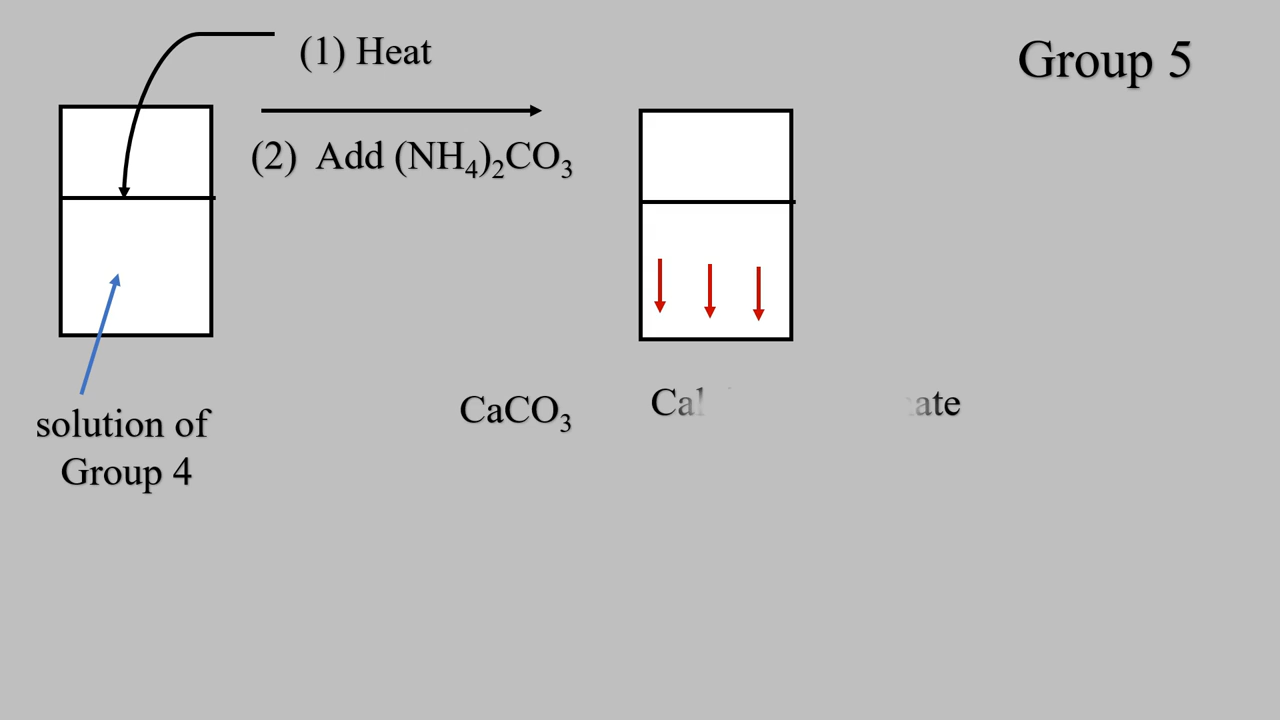 (1) Heat
Group 5
(2) Add (NH₄)₂CO₃
solution of
Group 4
CaCO₃